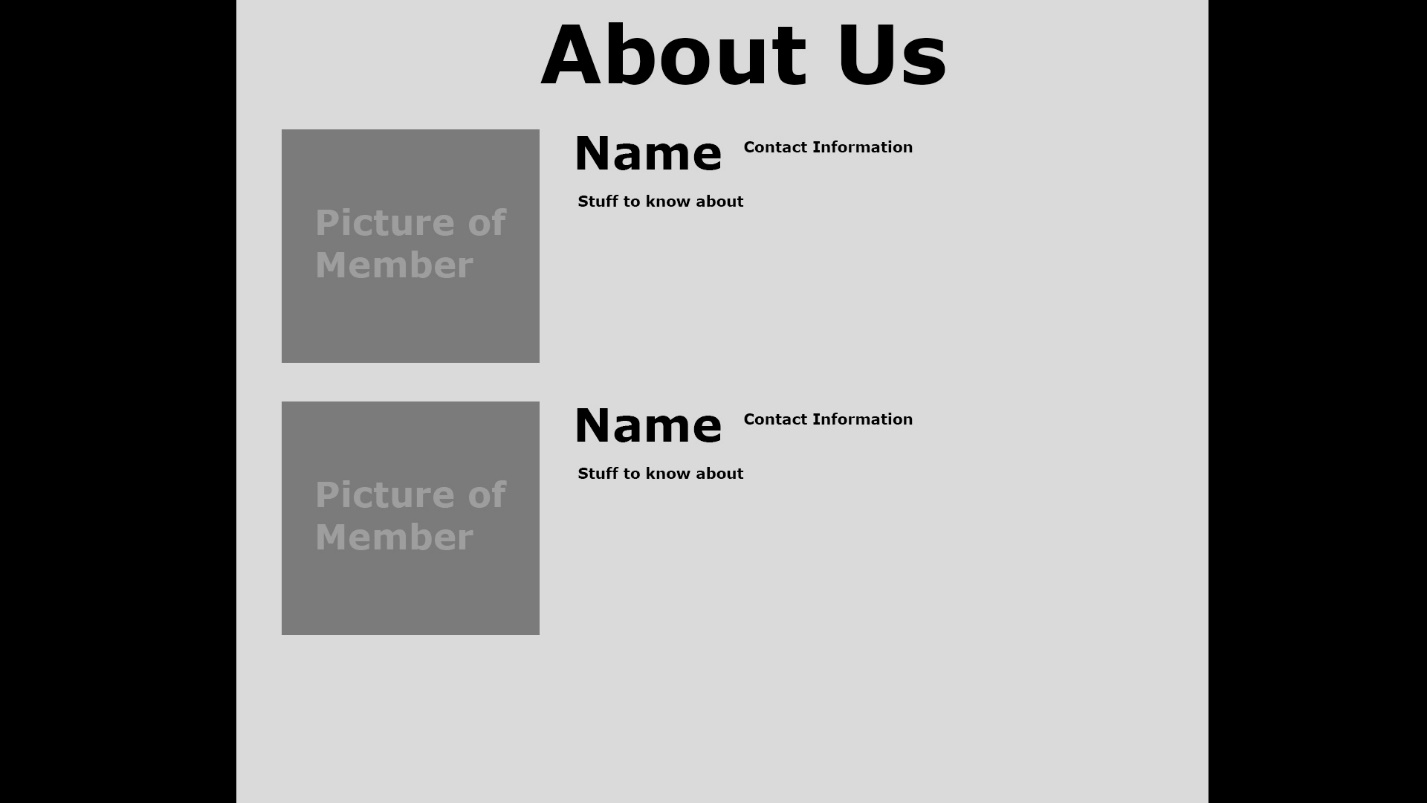 About Us
Name Contact Information
Stuff to know about
Picture of
Member
Name Contact Information
Stuff to know about
Picture of
Member